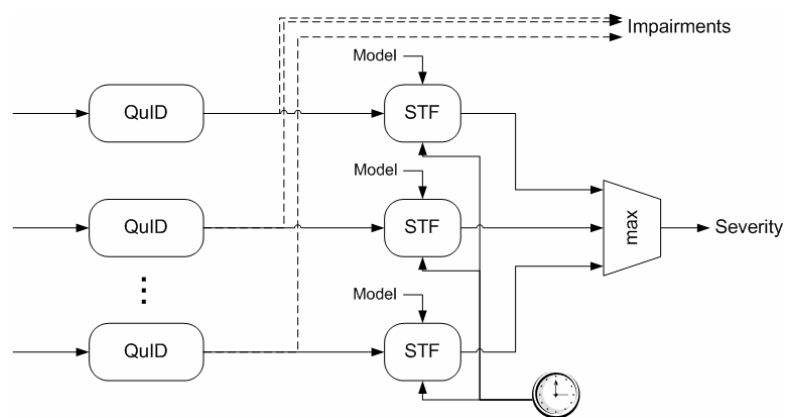 Impairments
Model
QuID
STF
Model
QuID
STF
max
Severity
Model
QuID
STF